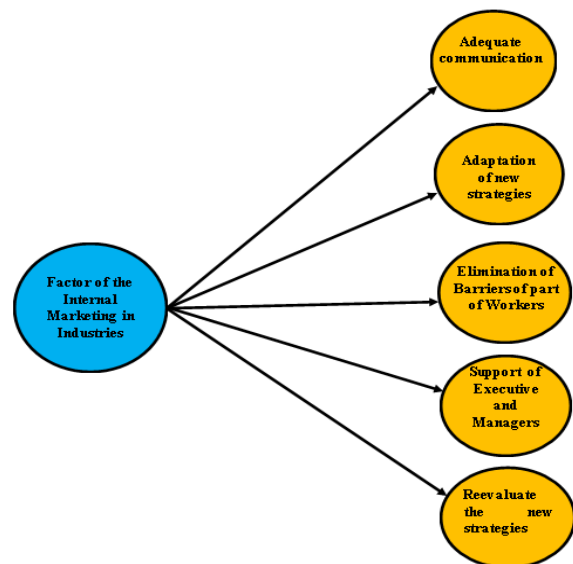 Adequate
communication
Adaptation
of new
strategies
Factor of the
Internal
Marketing in
Industries
Elimination of
Barriers of part
of Workers
Support of
Executive
and
Managers
Reevaluate
the new
strategies